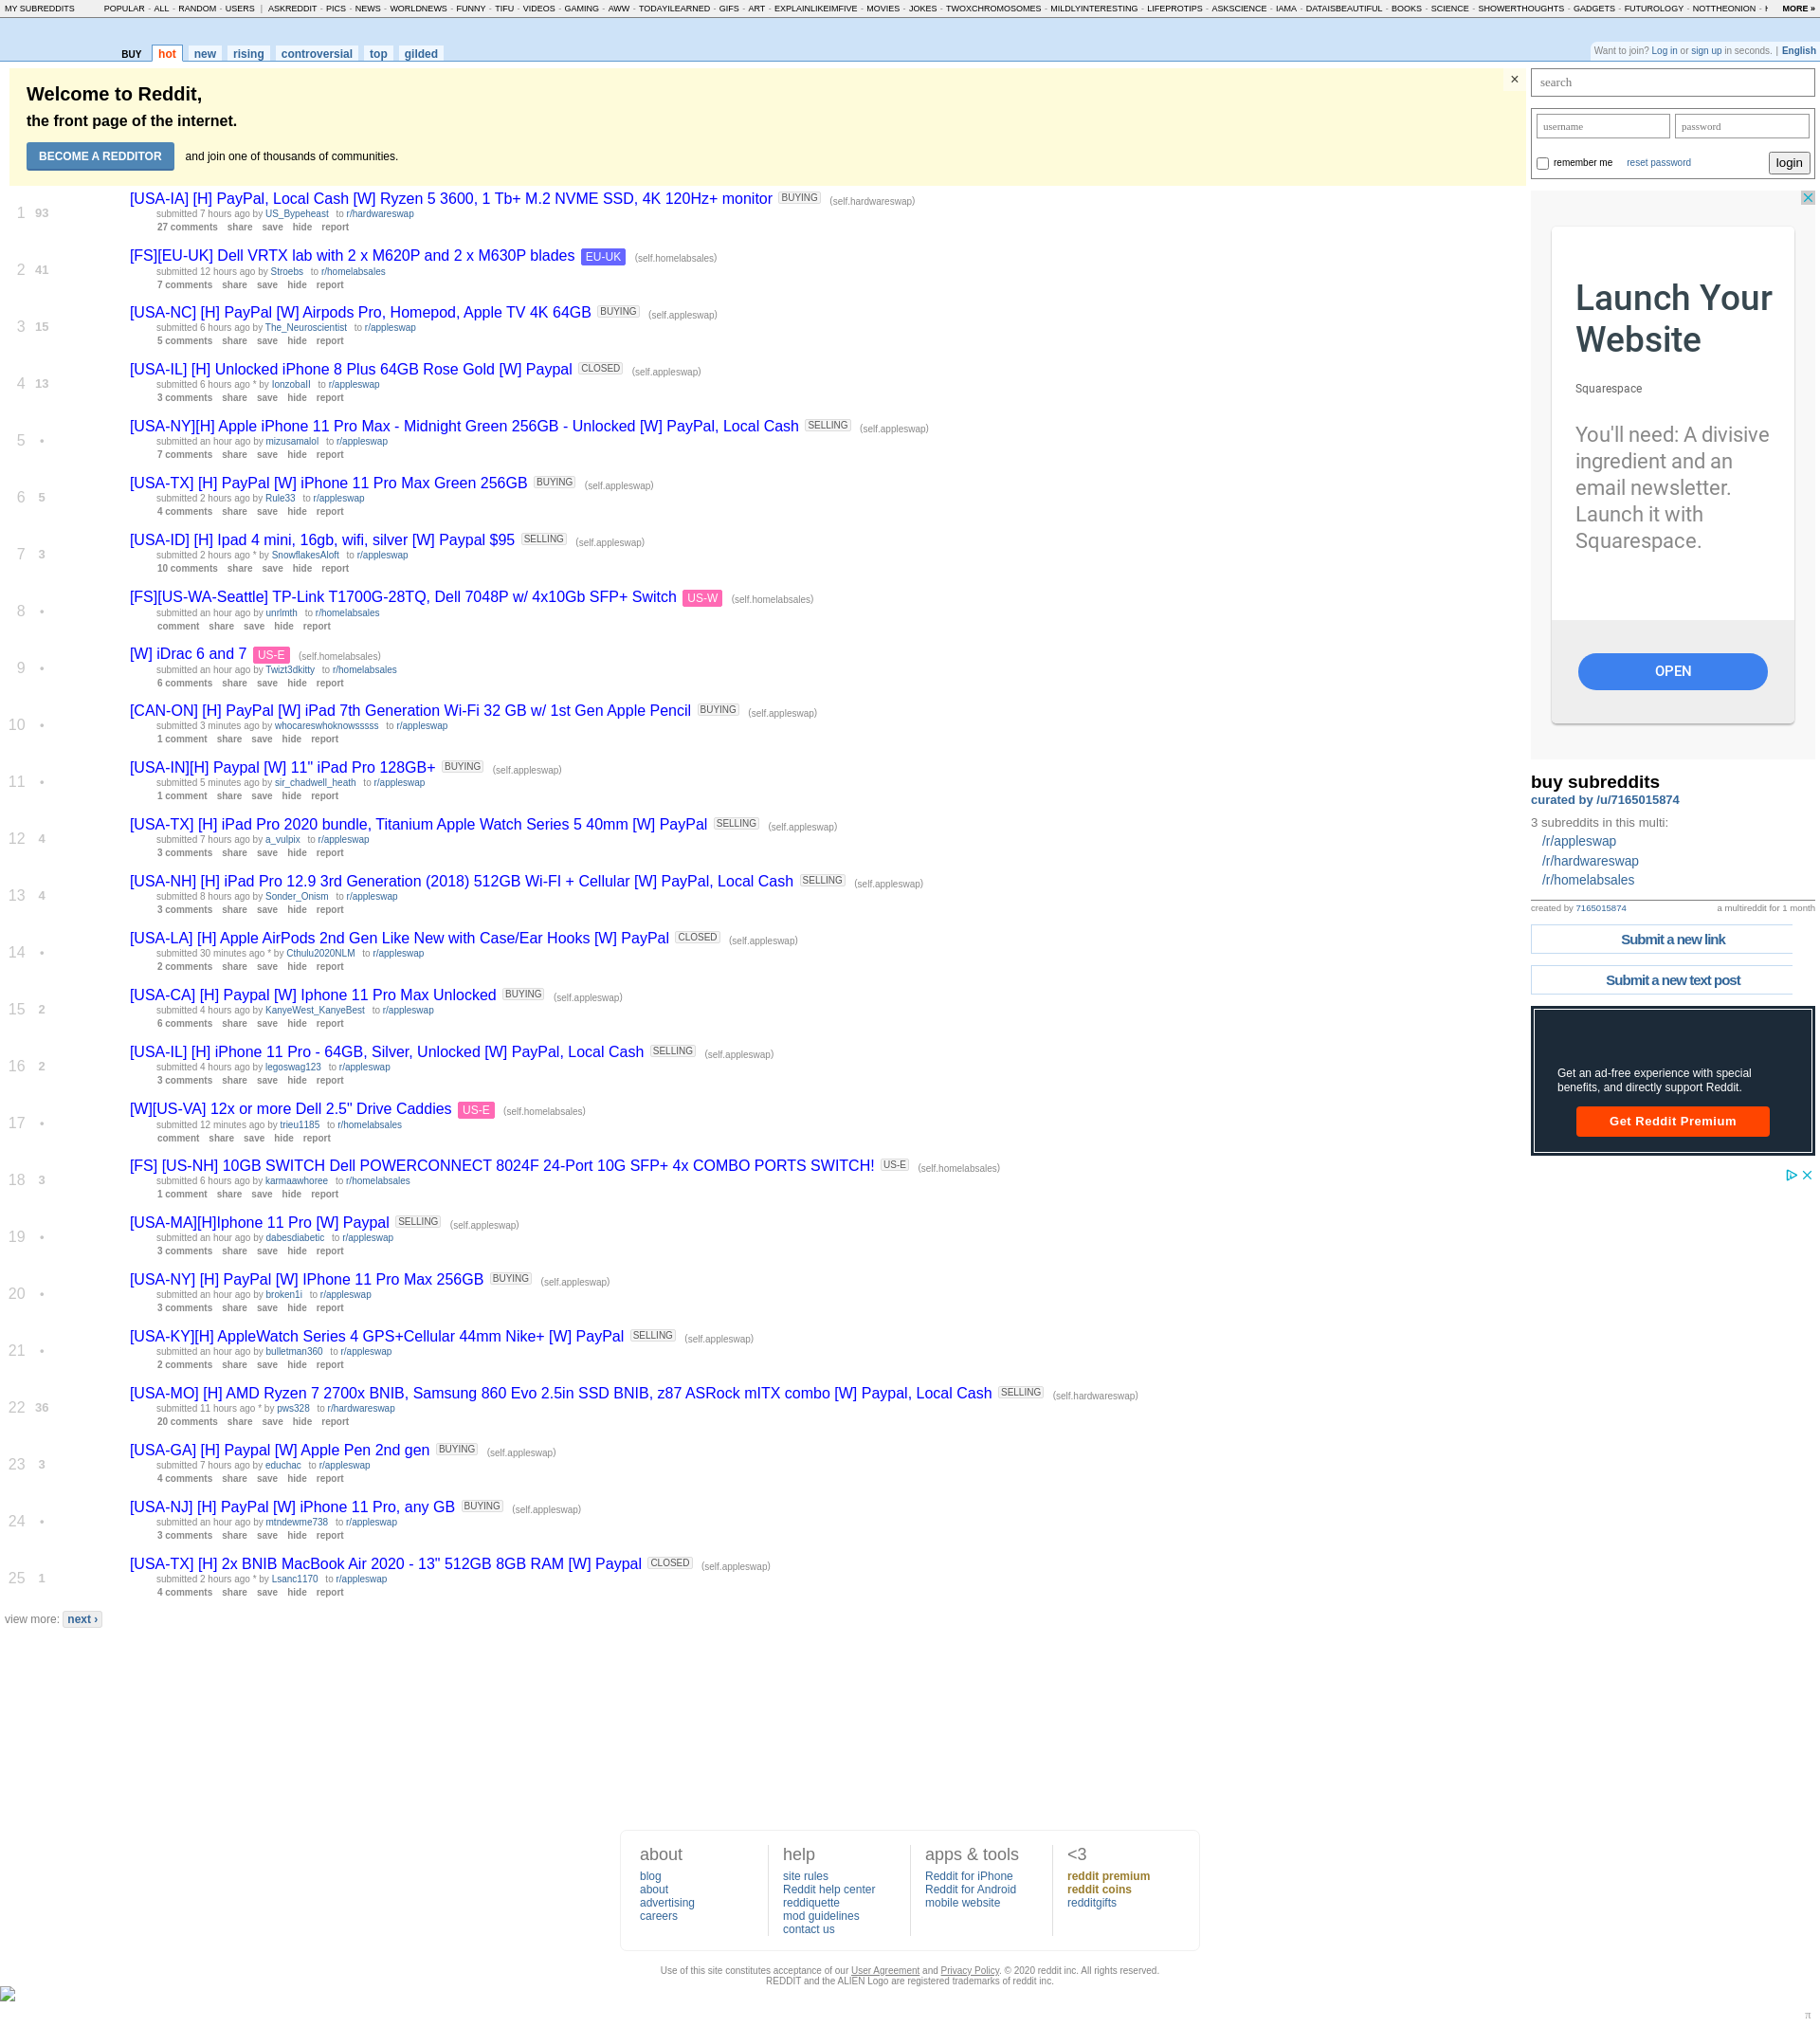 MY SUBREDDITS POPULAR - ALL - RANDOM - USERS | ASKREDDIT - PICS - NEWS - WORLDNEWS - FUNNY - TIFU - VIDEOS - GAMING - AWW - TODAYILEARNED - GIFS - ART - EXPLAINLIKEIMFIVE - MOVIES - JOKES - TWOXCHROMOSOMES - MILDLYINTERESTING - LIFEPROTIPS - ASKSCIENCE - IAMA - DATAISBEAUTIFUL - BOOKS - SCIENCE - SHOWERTHOUGHTS - GADGETS - FUTUROLOGY - NOTTHEONION - MORE »
BUY hot new rising controversial top gilded
Want to join? Log in or sign up in seconds. | English
Welcome to Reddit,
the front page of the internet.
BECOME A REDDITOR and join one of thousands of communities.
×
1 93 [USA-IA] [H] PayPal, Local Cash [W] Ryzen 5 3600, 1 Tb+ M.2 NVME SSD, 4K 120Hz+ monitor BUYING (self.hardwareswap)
submitted 7 hours ago by US_Bypeheast to r/hardwareswap
27 comments share save hide report
2 41 [FS][EU-UK] Dell VRTX lab with 2 x M620P and 2 x M630P blades EU-UK (self.homelabsales)
submitted 12 hours ago by Stroebs to r/homelabsales
7 comments share save hide report
3 15 [USA-NC] [H] PayPal [W] Airpods Pro, Homepod, Apple TV 4K 64GB BUYING (self.appleswap)
submitted 6 hours ago by The_Neuroscientist to r/appleswap
5 comments share save hide report
4 13 [USA-IL] [H] Unlocked iPhone 8 Plus 64GB Rose Gold [W] Paypal CLOSED (self.appleswap)
submitted 6 hours ago * by to r/appleswap
3 comments share save hide report
5 • [USA-NY][H] Apple iPhone 11 Pro Max - Midnight Green 256GB - Unlocked [W] PayPal, Local Cash SELLING (self.appleswap)
submitted an hour ago by mizusamalol to r/appleswap
7 comments share save hide report
6 5 [USA-TX] [H] PayPal [W] iPhone 11 Pro Max Green 256GB BUYING (self.appleswap)
submitted 2 hours ago by Rule33 to r/appleswap
4 comments share save hide report
7 3 [USA-ID] [H] Ipad 4 mini, 16gb, wifi, silver [W] Paypal $95 SELLING (self.appleswap)
submitted 2 hours ago * by SnowflakesAloft to r/appleswap
10 comments share save hide report
8 • [FS][US-WA-Seattle] TP-Link T1700G-28TQ, Dell 7048P w/ 4x10Gb SFP+ Switch US-W (self.homelabsales)
submitted an hour ago by unrlmth to r/homelabsales
comment share save hide report
9 • [W] iDrac 6 and 7 US-E (self.homelabsales)
submitted an hour ago by Twizt3dkitty to r/homelabsales
6 comments share save hide report
10 • [CAN-ON] [H] PayPal [W] iPad 7th Generation Wi-Fi 32 GB w/ 1st Gen Apple Pencil BUYING (self.appleswap)
submitted 3 minutes ago by whocareswhoknowsssss to r/appleswap
1 comment share save hide report
11 • [USA-IN][H] Paypal [W] 11" iPad Pro 128GB+ BUYING (self.appleswap)
submitted 5 minutes ago by sir_chadwell_heath to r/appleswap
1 comment share save hide report
12 4 [USA-TX] [H] iPad Pro 2020 bundle, Titanium Apple Watch Series 5 40mm [W] PayPal SELLING (self.appleswap)
submitted 7 hours ago by a_vulpix to r/appleswap
3 comments share save hide report
13 4 [USA-NH] [H] iPad Pro 12.9 3rd Generation (2018) 512GB Wi-FI + Cellular [W] PayPal, Local Cash SELLING (self.appleswap)
submitted 8 hours ago by Sonder_Onism to r/appleswap
3 comments share save hide report
14 • [USA-LA] [H] Apple AirPods 2nd Gen Like New with Case/Ear Hooks [W] PayPal CLOSED (self.appleswap)
submitted 30 minutes ago * by Cthulu2020NLM to r/appleswap
2 comments share save hide report
15 2 [USA-CA] [H] Paypal [W] Iphone 11 Pro Max Unlocked BUYING (self.appleswap)
submitted 4 hours ago by KanyeWest_KanyeBest to r/appleswap
6 comments share save hide report
16 2 [USA-IL] [H] iPhone 11 Pro - 64GB, Silver, Unlocked [W] PayPal, Local Cash SELLING (self.appleswap)
submitted 4 hours ago by legoswag123 to r/appleswap
3 comments share save hide report
17 • [W][US-VA] 12x or more Dell 2.5" Drive Caddies US-E (self.homelabsales)
submitted 12 minutes ago by trieu1185 to r/homelabsales
comment share save hide report
18 3 [FS] [US-NH] 10GB SWITCH Dell POWERCONNECT 8024F 24-Port 10G SFP+ 4x COMBO PORTS SWITCH! US-E (self.homelabsales)
submitted 6 hours ago by karmaawhoree to r/homelabsales
1 comment share save hide report
19 • [USA-MA][H]Iphone 11 Pro [W] Paypal SELLING (self.appleswap)
submitted an hour ago by dabesdiabetic to r/appleswap
3 comments share save hide report
20 • [USA-NY] [H] PayPal [W] IPhone 11 Pro Max 256GB BUYING (self.appleswap)
submitted an hour ago by broken1i to r/appleswap
3 comments share save hide report
21 • [USA-KY][H] AppleWatch Series 4 GPS+Cellular 44mm Nike+ [W] PayPal SELLING (self.appleswap)
submitted an hour ago by bulletman360 to r/appleswap
2 comments share save hide report
22 36 [USA-MO] [H] AMD Ryzen 7 2700x BNIB, Samsung 860 Evo 2.5in SSD BNIB, z87 ASRock mITX combo [W] Paypal, Local Cash SELLING (self.hardwareswap)
submitted 11 hours ago * by pws328 to r/hardwareswap
20 comments share save hide report
23 3 [USA-GA] [H] Paypal [W] Apple Pen 2nd gen BUYING (self.appleswap)
submitted 7 hours ago by educhac to r/appleswap
4 comments share save hide report
24 • [USA-NJ] [H] PayPal [W] iPhone 11 Pro, any GB BUYING (self.appleswap)
submitted an hour ago by mtndewme738 to r/appleswap
3 comments share save hide report
25 1 [USA-TX] [H] 2x BNIB MacBook Air 2020 - 13" 512GB 8GB RAM [W] Paypal CLOSED (self.appleswap)
submitted 2 hours ago * by Lsanc1170 to r/appleswap
4 comments share save hide report
view more: next ›
search
username password
remember me reset password login
Launch Your
Website
Squarespace
You'll need: A divisive
ingredient and an
email newsletter.
Launch it with
Squarespace.
OPEN
buy subreddits
curated by /u/7165015874
3 subreddits in this multi:
/r/appleswap
/r/hardwareswap
/r/homelabsales
created by 7165015874 a multireddit for 1 month
Submit a new link
Submit a new text post
Get an ad-free experience with special
benefits, and directly support Reddit.
Get Reddit Premium
about
blog
about
advertising
careers
help
site rules
Reddit help center
reddiquette
mod guidelines
contact us
apps & tools
Reddit for iPhone
Reddit for Android
mobile website
<3
reddit premium
reddit coins
redditgifts
Use of this site constitutes acceptance of our User Agreement and Privacy Policy. © 2020 reddit inc. All rights reserved.
REDDIT and the ALIEN Logo are registered trademarks of reddit inc.
π